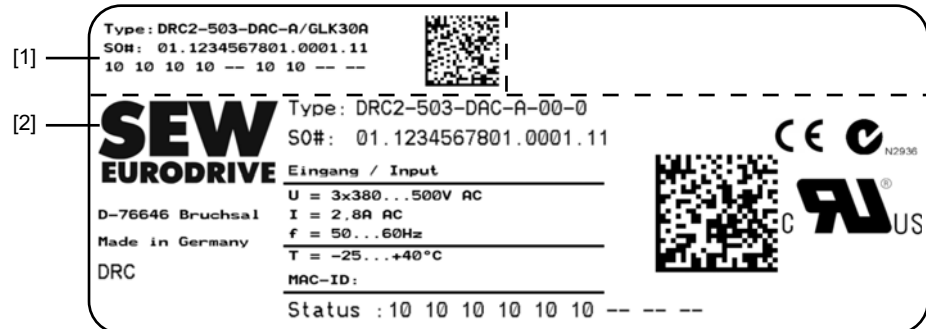 [1]
Type:DRC2-503-DAC-A/GLK30A
SO#: 01.1234567801.0001.11
10 10 10 10 -- 10 10 -- --
[2]
SEW
EURODRIVE
D-76646 Bruchsal
Made in Germany
DRC
Type: DRC2-503-DAC-A-00-0
SO#: 01.1234567801.0001.11
Eingang / Input
U = 3x380...500V AC
I = 2,8A AC
f = 50...60Hz
T = -25...+40°C
MAC-ID:
Status :10 10 10 10 10 10 -- -- --
CE
N2936
C RU ® US